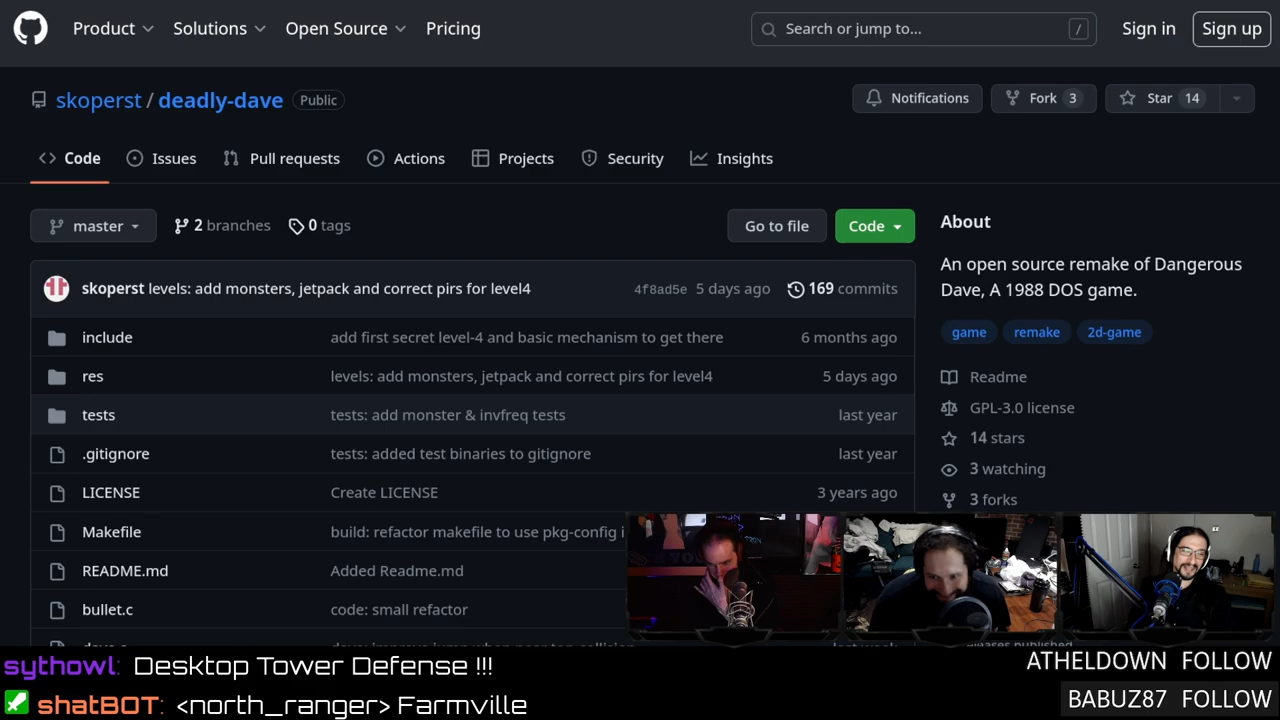 Product Solutions Open Source Pricing Search or jump to... / Sign in Sign up
skoperst / deadly-dave Public Notifications Fork 3 Star 14
Code Issues Pull requests Actions Projects Security Insights
master 2 branches 0 tags Go to file Code
skoperst levels: add monsters, jetpack and correct pirs for level4 4f8ad5e 5 days ago 169 commits
include add first secret level-4 and basic mechanism to get there 6 months ago
res levels: add monsters, jetpack and correct pirs for level4 5 days ago
tests tests: add monster & invfreq tests last year
.gitignore tests: added test binaries to gitignore last year
LICENSE Create LICENSE 3 years ago
Makefile build: refactor makefile to use pkg-config i
README.md Added Readme.md
bullet.c code: small refactor
About
An open source remake of Dangerous
Dave, A 1988 DOS game.
game remake 2d-game
Readme
GPL-3.0 license
14 stars
3 watching
3 forks
sythowl: Desktop Tower Defense !!!
shatBOT: <north_ranger> Farmville
ATHELDOWN FOLLOW
BABUZ87 FOLLOW